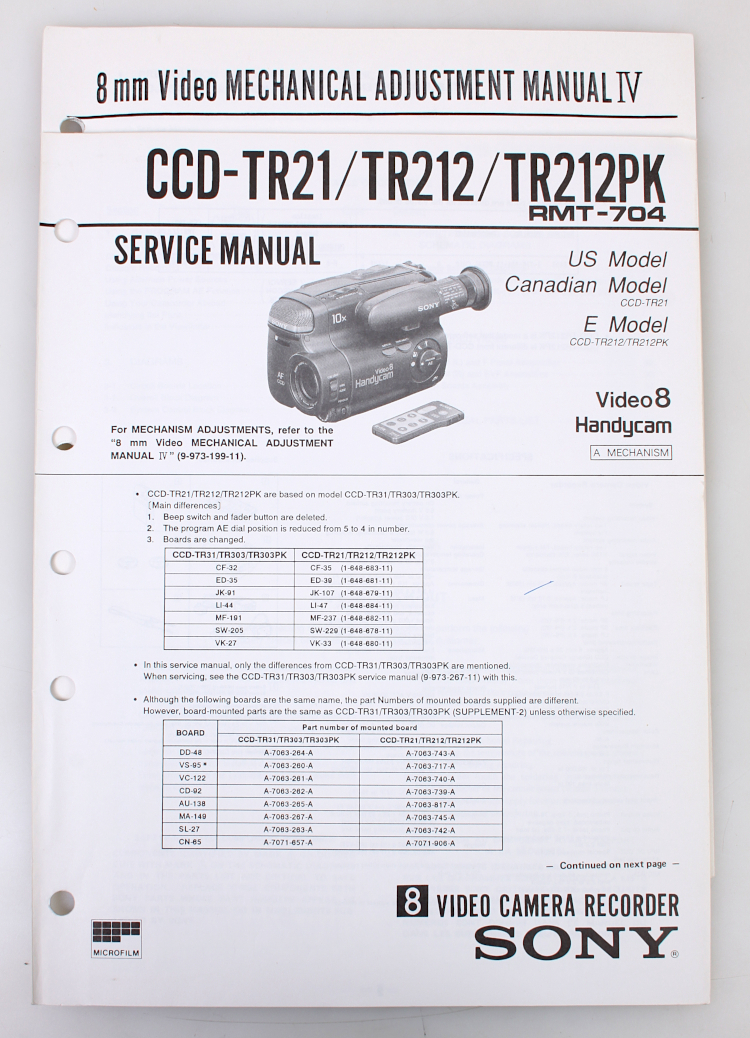 8 mm Video MECHANICAL ADJUSTMENT MANUAL IV
CCD-TR21/TR212/TR212PK
RMT-704
SERVICE MANUAL
US Model
Canadian Model
CCD-TR21
E Model
CCD-TR212/TR212PK
10x
SONY
AF
CCD
Video 8
Handycam
Video 8
Handycam
A MECHANISM
For MECHANISM ADJUSTMENTS, refer to the
"8 mm Video MECHANICAL ADJUSTMENT
MANUAL IV" (9-973-199-11).
• CCD-TR21/TR212/TR212PK are based on model CCD-TR31/TR303/TR303PK.
[Main differences]
1. Beep switch and fader button are deleted.
2. The program AE dial position is reduced from 5 to 4 in number.
3. Boards are changed.
CCD-TR31/TR303/TR303PK CCD-TR21/TR212/TR212PK
CF-32 CF-35 (1-648-683-11)
ED-35 ED-39 (1-648-681-11)
JK-91 JK-107 (1-648-679-11)
LI-44 LI-47 (1-648-684-11)
MF-191 MF-237 (1-648-682-11)
SW-205 SW-229 (1-648-678-11)
VK-27 VK-33 (1-648-680-11)
• In this service manual, only the differences from CCD-TR31/TR303/TR303PK are mentioned.
When servicing, see the CCD-TR31/TR303/TR303PK service manual (9-973-267-11) with this.
• Although the following boards are the same name, the part Numbers of mounted boards supplied are different.
However, board-mounted parts are the same as CCD-TR31/TR303/TR303PK (SUPPLEMENT-2) unless otherwise specified.
BOARD Part number of mounted board
CCD-TR31/TR303/TR303PK CCD-TR21/TR212/TR212PK
DD-48 A-7063-264-A A-7063-743-A
VS-95 * A-7063-260-A A-7063-717-A
VC-122 A-7063-261-A A-7063-740-A
CD-92 A-7063-262-A A-7063-739-A
AU-138 A-7063-265-A A-7063-817-A
MA-149 A-7063-267-A A-7063-745-A
SL-27 A-7063-263-A A-7063-742-A
CN-65 A-7071-657-A A-7071-906-A
— Continued on next page —
8 VIDEO CAMERA RECORDER
SONY ®
MICROFILM